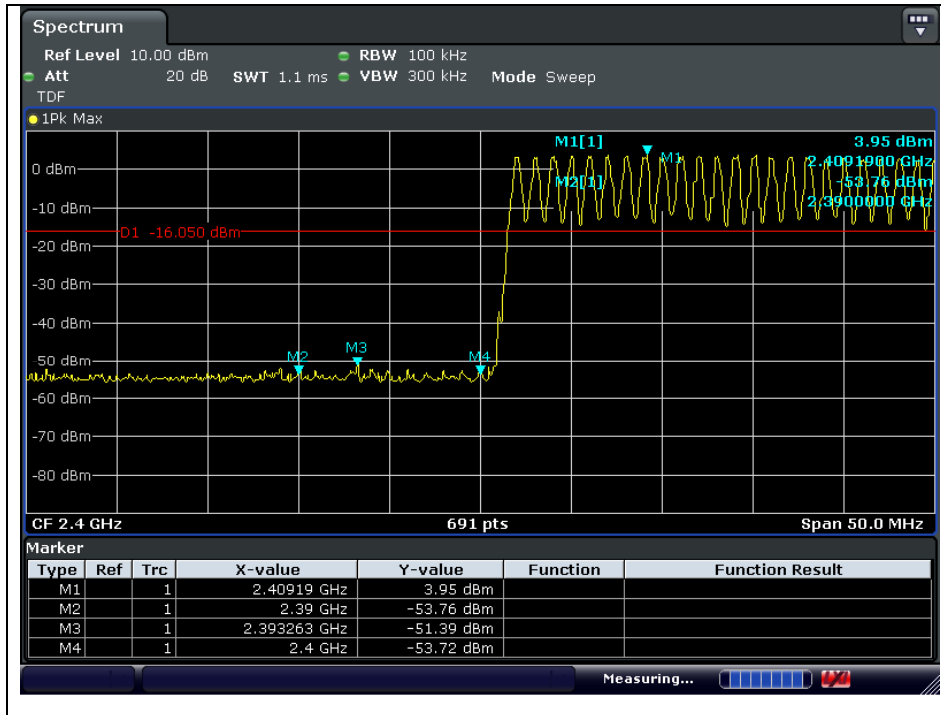 Spectrum
Ref Level 10.00 dBm RBW 100 kHz
Att 20 dB SWT 1.1 ms VBW 300 kHz Mode Sweep
TDF
1Pk Max
M1[1] 3.95 dBm
M1 2.4091900 GHz
M2[1] -53.76 dBm
2.3900000 GHz
0 dBm
-10 dBm
D1 -16.050 dBm
-20 dBm
-30 dBm
-40 dBm
M2 M3 M4
-50 dBm
-60 dBm
-70 dBm
-80 dBm
CF 2.4 GHz 691 pts Span 50.0 MHz
Marker
Type Ref Trc X-value Y-value Function Function Result
M1 1 2.40919 GHz 3.95 dBm
M2 1 2.39 GHz -53.76 dBm
M3 1 2.393263 GHz -51.39 dBm
M4 1 2.4 GHz -53.72 dBm
Measuring...